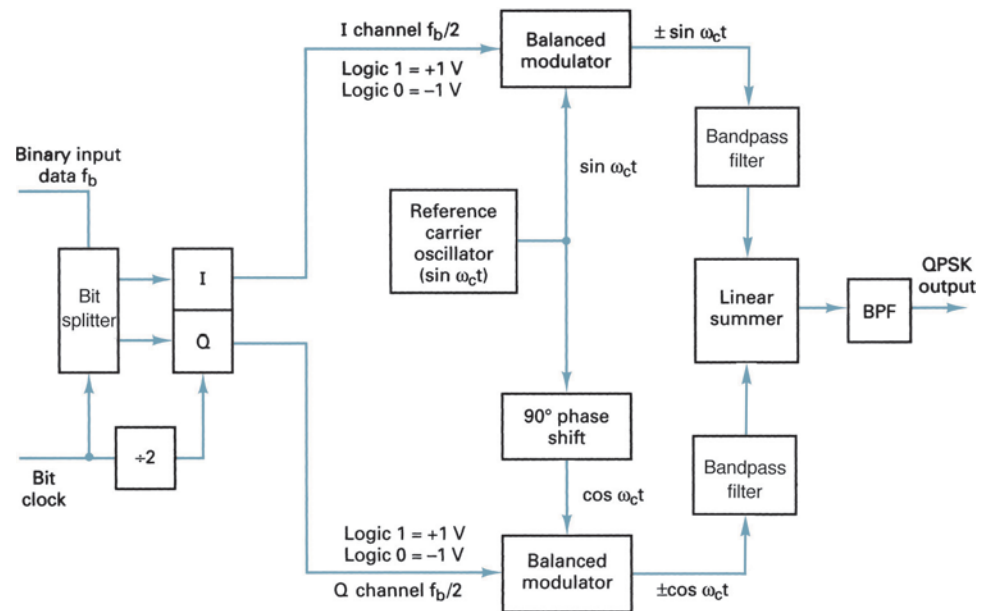 I channel f_b/2
Logic 1 = +1 V
Logic 0 = –1 V
Balanced
modulator
± sin ω_ct
Bandpass
filter
Binary input
data f_b
sin ω_ct
Reference
carrier
oscillator
(sin ω_ct)
Bit
splitter
I
Q
Linear
summer
BPF
QPSK
output
÷2
Bit
clock
90° phase
shift
cos ω_ct
Bandpass
filter
Logic 1 = +1 V
Logic 0 = –1 V
Q channel f_b/2
Balanced
modulator
±cos ω_ct